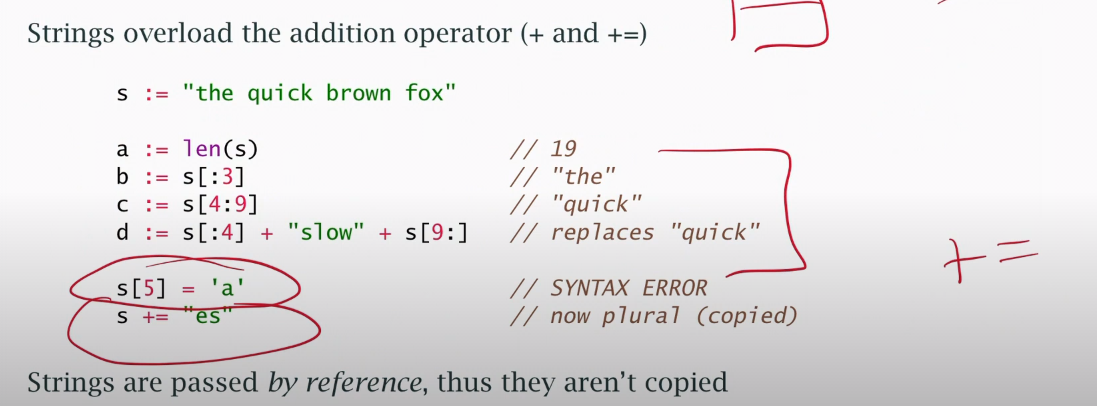 Strings overload the addition operator (+ and +=)
s := "the quick brown fox"
a := len(s) // 19
b := s[:3] // "the"
c := s[4:9] // "quick"
d := s[:4] + "slow" + s[9:] // replaces "quick"
+=
s[5] = 'a' // SYNTAX ERROR
s += "es" // now plural (copied)
Strings are passed by reference, thus they aren't copied